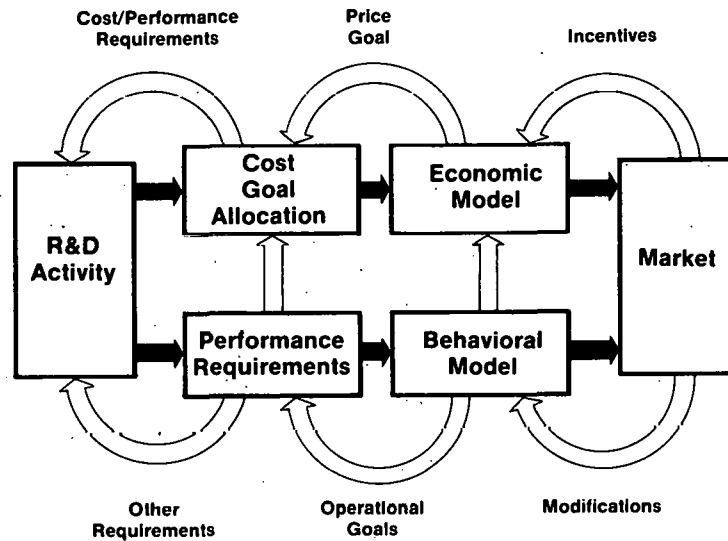 Cost/Performance
Requirements
Price
Goal
Incentives
Cost
Goal
Allocation
Economic
Model
R&D
Activity
Market
Performance
Requirements
Behavioral
Model
Other
Requirements
Operational
Goals
Modifications